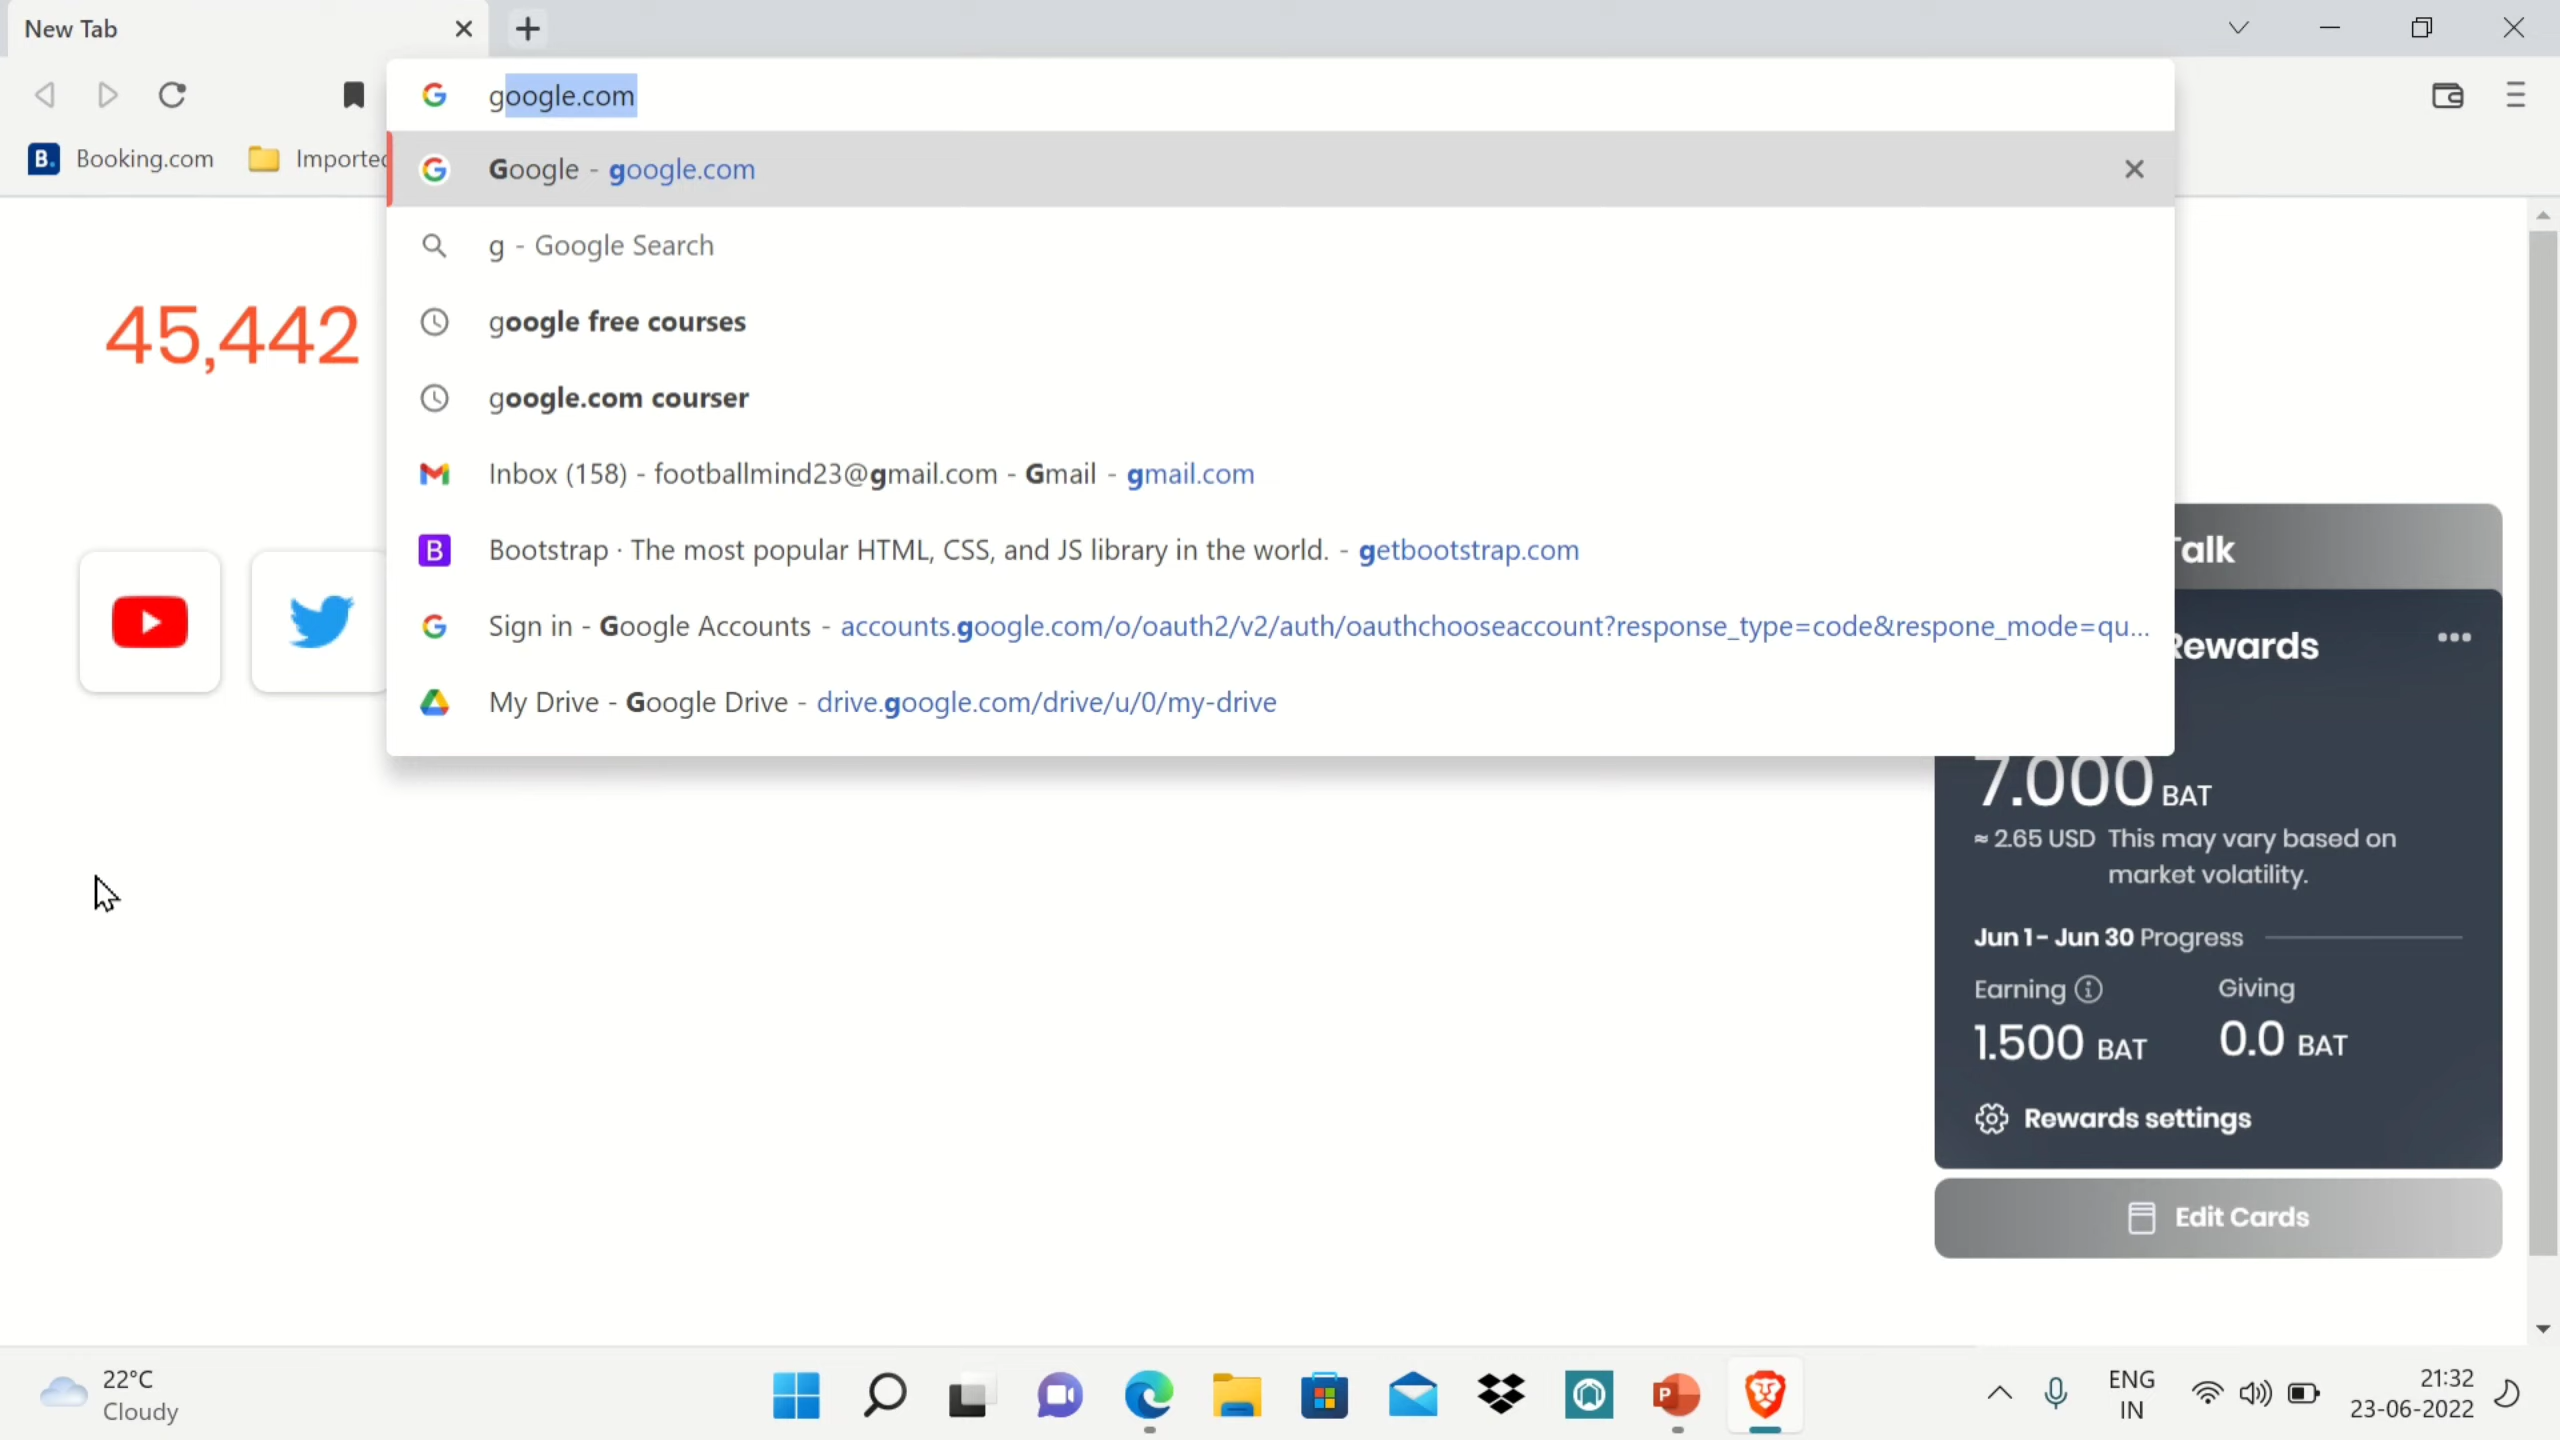 New Tab
google.com
Booking.com Imported
Google - google.com
g - Google Search
google free courses
google.com courser
Inbox (158) - footballmind23@gmail.com - Gmail - gmail.com
Bootstrap · The most popular HTML, CSS, and JS library in the world. - getbootstrap.com
Sign in - Google Accounts - accounts.google.com/o/oauth2/v2/auth/oauthchooseaccount?response_type=code&respone_mode=qu...
My Drive - Google Drive - drive.google.com/drive/u/0/my-drive
45,442
Talk
Rewards
7.000 BAT
≈ 2.65 USD This may vary based on
market volatility.
Jun 1 - Jun 30 Progress
Earning Giving
1.500 BAT 0.0 BAT
Rewards settings
Edit Cards
22°C
Cloudy
ENG
IN
21:32
23-06-2022